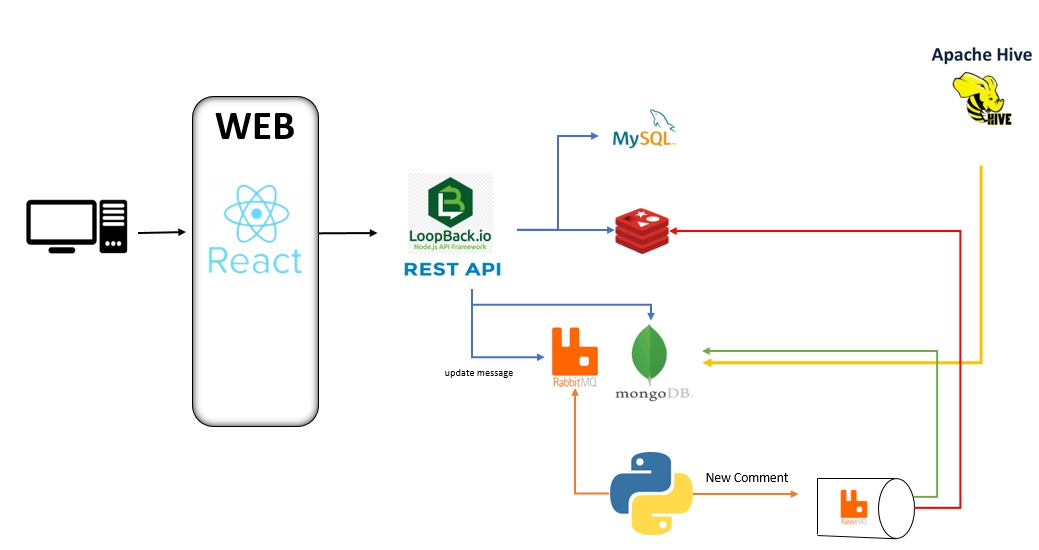 Apache Hive
HIVE
WEB
MySQL
React
LoopBack.io
Node.js API Framework
REST API
update message
RabbitMQ
mongoDB.
New Comment
RabbitMQ